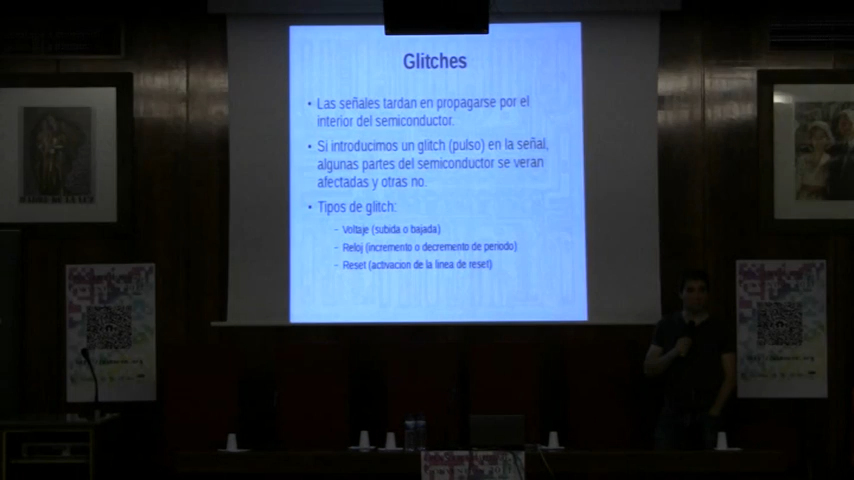 Glitches
• Las señales tardan en propagarse por el
interior del semiconductor.
• Si introducimos un glitch (pulso) en la señal,
algunas partes del semiconductor se veran
afectadas y otras no.
• Tipos de glitch:
– Voltaje (subida o bajada)
– Reloj (incremento o decremento de periodo)
– Reset (activacion de la linea de reset)